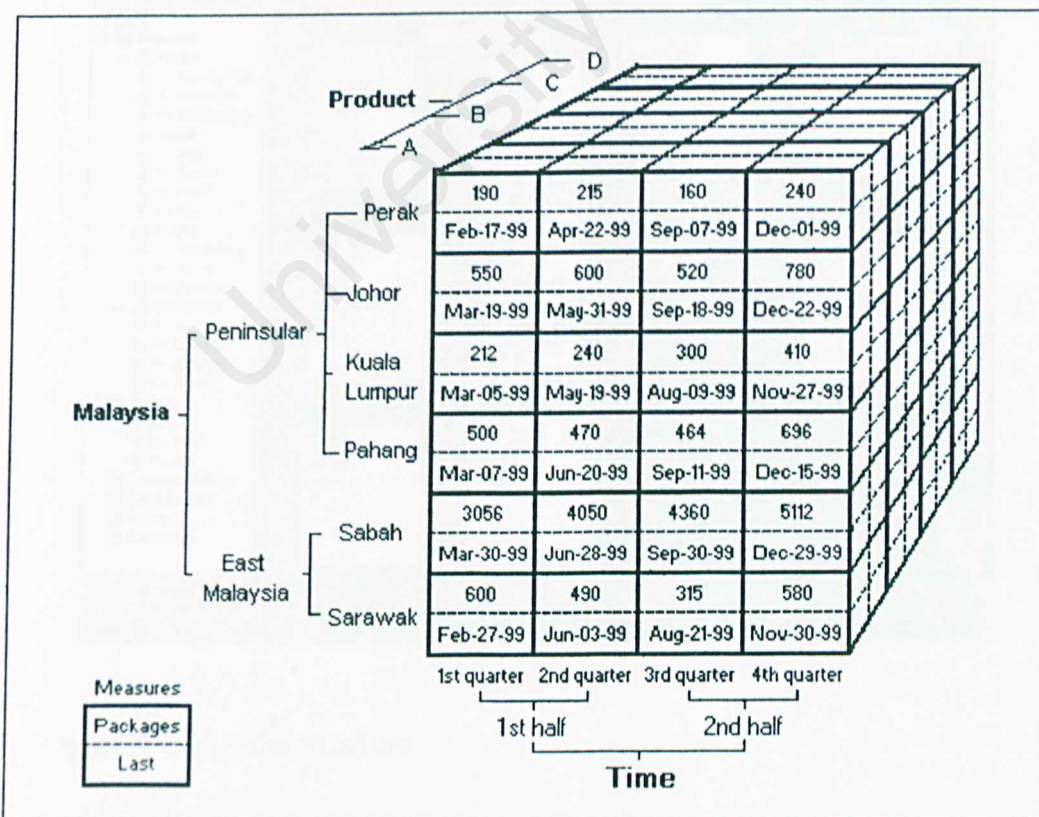 University
D
C
Product
B
A
190 215 160 240
Perak
Feb-17-99 Apr-22-99 Sep-07-99 Dec-01-99
550 600 520 780
Johor
Mar-19-99 May-31-99 Sep-18-99 Dec-22-99
Peninsular
212 240 300 410
Kuala
Lumpur
Mar-05-99 May-19-99 Aug-09-99 Nov-27-99
Malaysia
500 470 464 696
Pahang
Mar-07-99 Jun-20-99 Sep-11-99 Dec-15-99
3056 4050 4360 5112
Sabah
Mar-30-99 Jun-28-99 Sep-30-99 Dec-29-99
East
Malaysia
600 490 315 580
Sarawak
Feb-27-99 Jun-03-99 Aug-21-99 Nov-30-99
1st quarter 2nd quarter 3rd quarter 4th quarter
1st half 2nd half
Time
Measures
Packages
Last